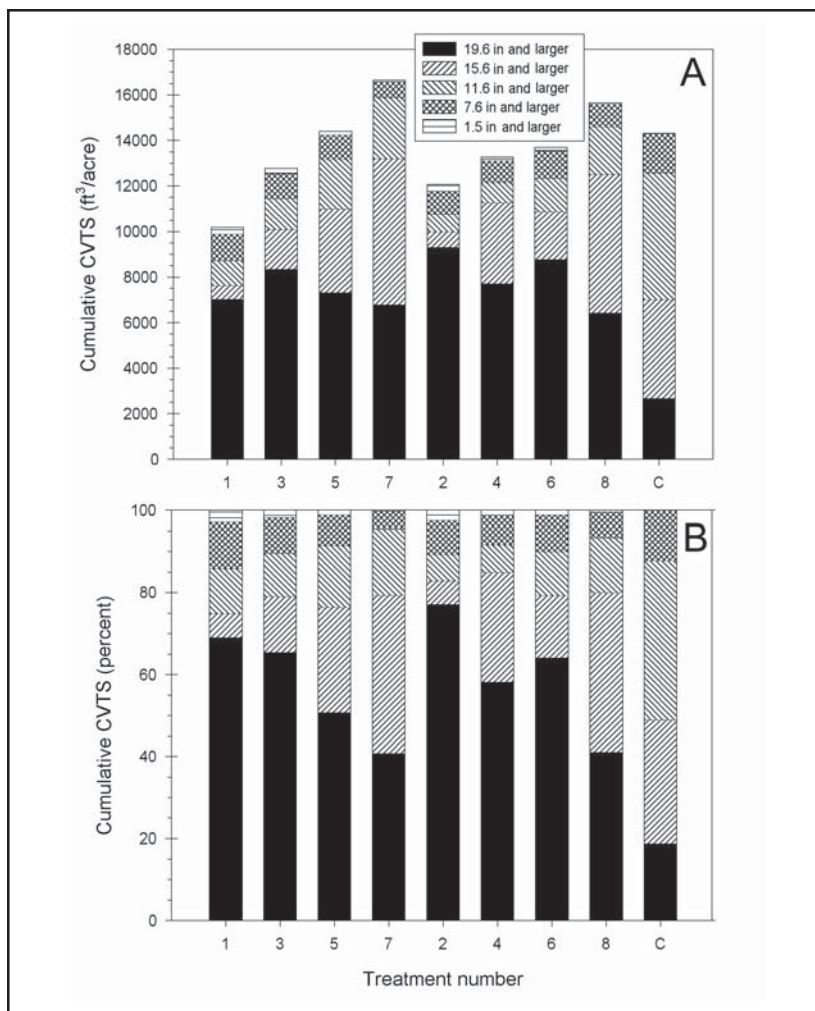 A
18000
16000
14000
12000
10000
8000
6000
4000
2000
0
Cumulative CVTS (ft³/acre)
19.6 in and larger
15.6 in and larger
11.6 in and larger
7.6 in and larger
1.5 in and larger
1 3 5 7 2 4 6 8 C
B
100
80
60
40
20
0
Cumulative CVTS (percent)
1 3 5 7 2 4 6 8 C
Treatment number